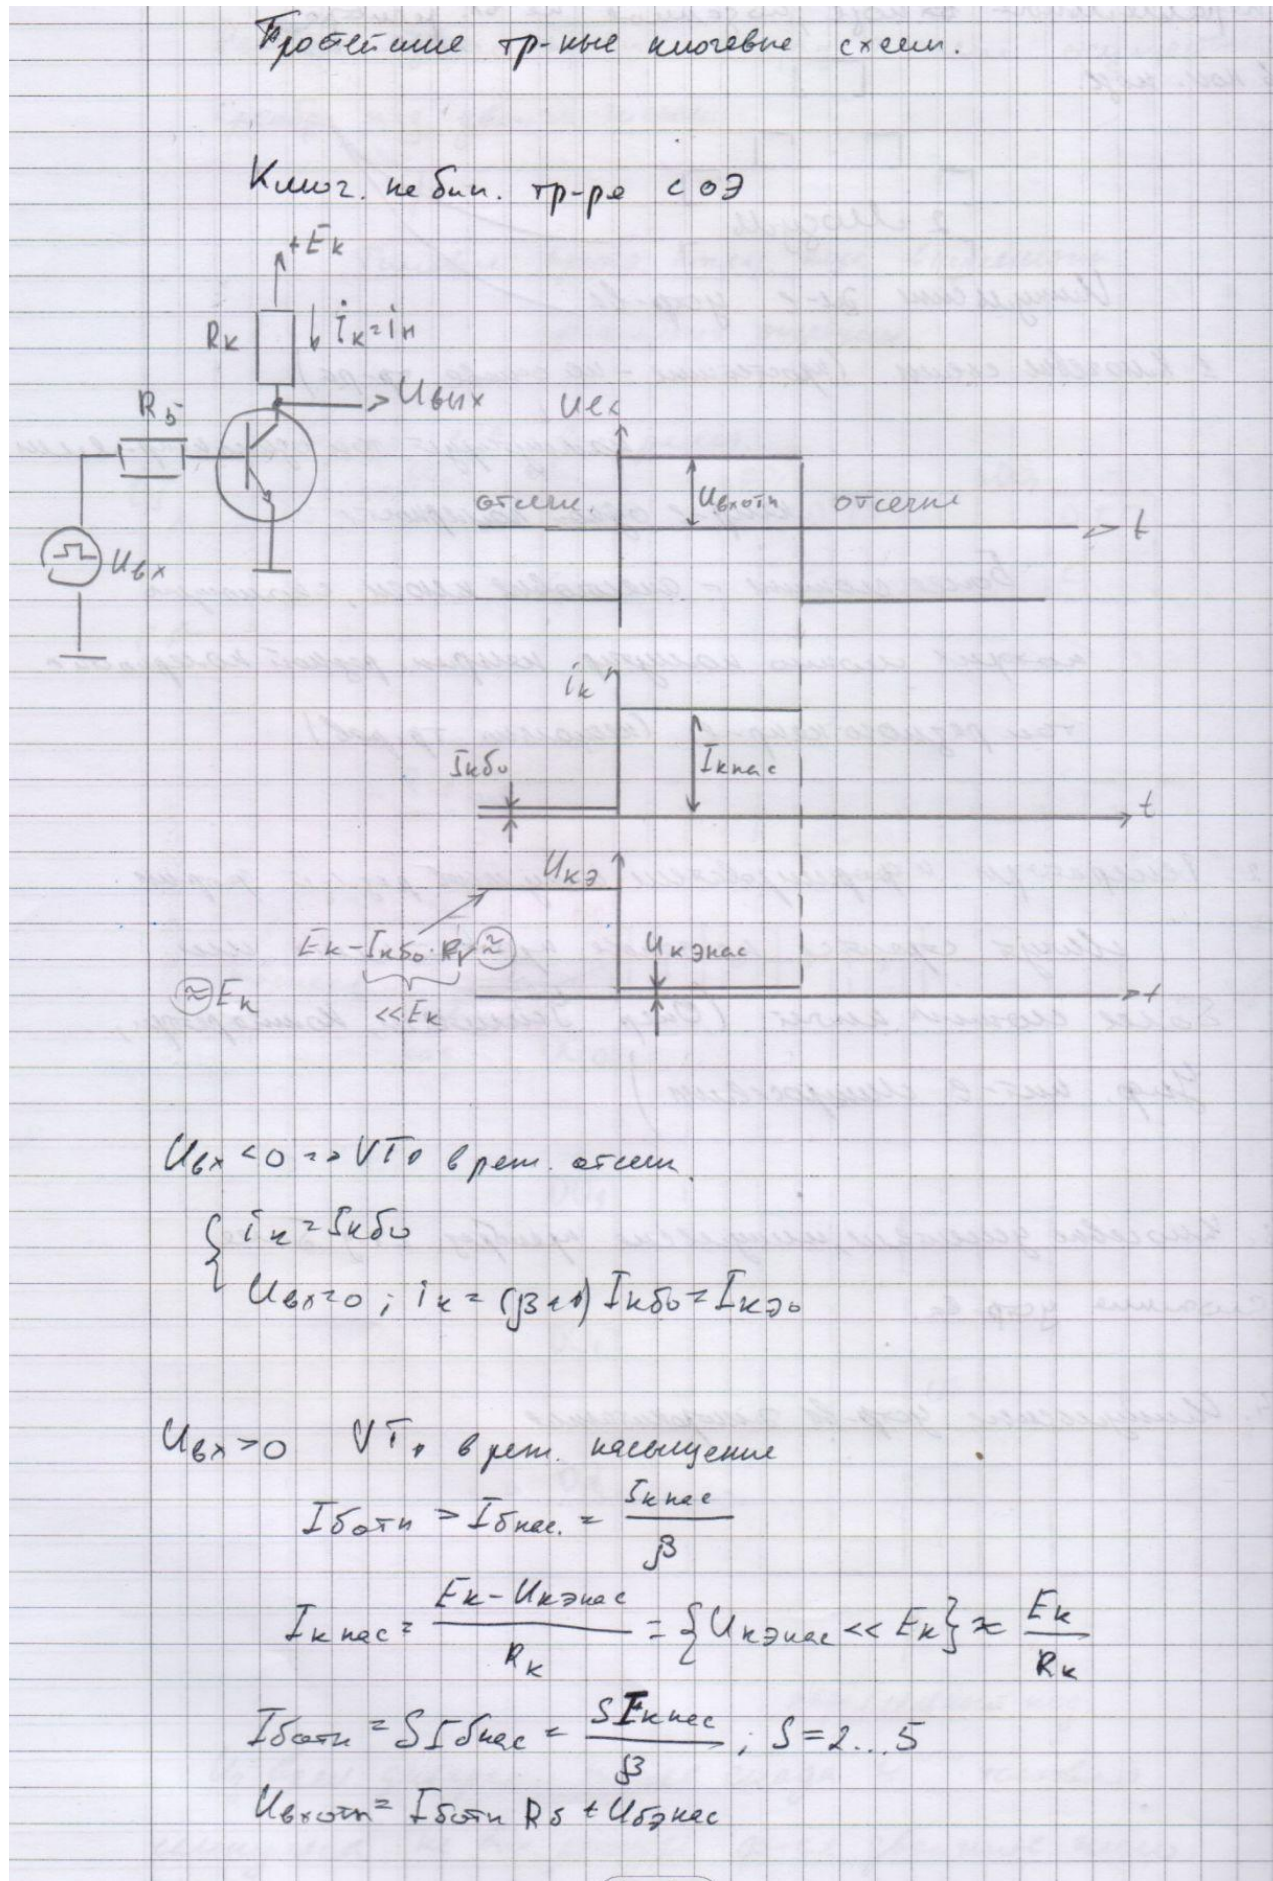 Простейшие тр-ные ключевые схемы.
Ключ. на бип. тр-ре с ОЭ
+Eк
Rк
iк = iн
Uвых
Rб
Uвх
Uвх
Uвхотп
отсечк.
отсечка
t
iк
Iкбо
Iкнас
t
Uкэ
Eк - Iкбо · Rк ≈
<< Eк
≈ Eк
Uкэнас
t
Uвх < 0 => VT1 в реж. отсеч.
iк = Iкбо
Uвх = 0 ; iк = (β+1) Iкбо = Iкэо
Uвх > 0 VT1 в реж. насыщение
Iботп > Iбнас. = Iкнас / β
Iкнас = (Eк - Uкэнас) / Rк = {Uкэнас << Eк} ≈ Eк / Rк
Iботп = S Iбнас = S Iкнас / β ; S = 2...5
Uвхотп = Iботп Rб + Uбэнас